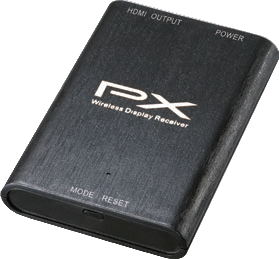 HDMI OUTPUT
POWER
PX
Wireless Display Receiver
MODE RESET